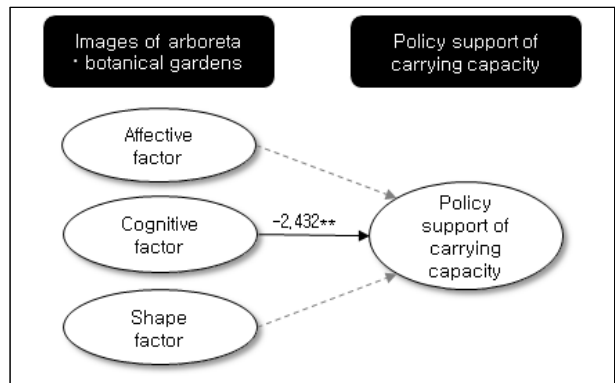 Images of arboreta
· botanical gardens
Policy support of
carrying capacity
Affective
factor
Cognitive
factor
-2,432**
Policy
support of
carrying
capacity
Shape
factor